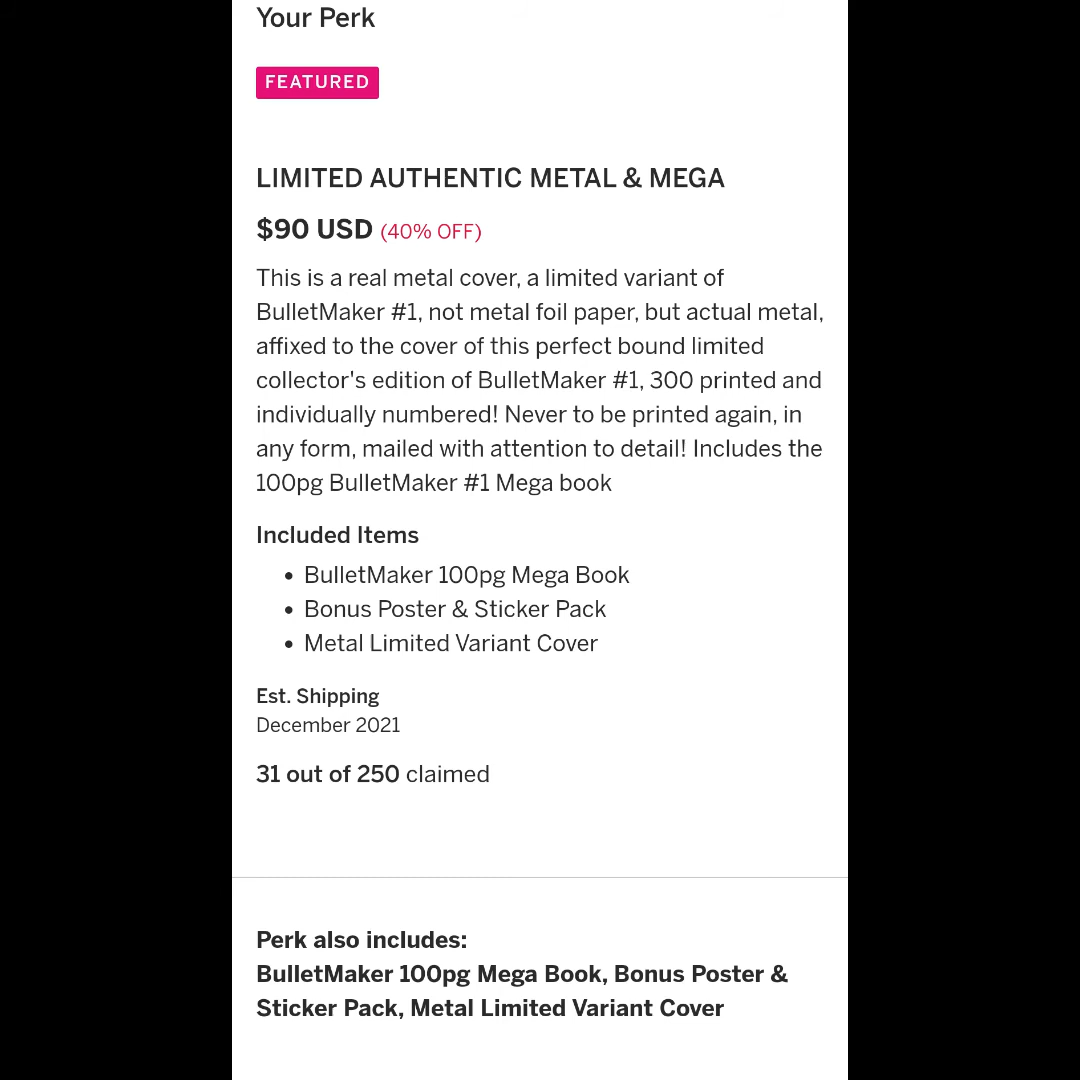 Your Perk
FEATURED
LIMITED AUTHENTIC METAL & MEGA
$90 USD (40% OFF)
This is a real metal cover, a limited variant of
BulletMaker #1, not metal foil paper, but actual metal,
affixed to the cover of this perfect bound limited
collector's edition of BulletMaker #1, 300 printed and
individually numbered! Never to be printed again, in
any form, mailed with attention to detail! Includes the
100pg BulletMaker #1 Mega book
Included Items
• BulletMaker 100pg Mega Book
• Bonus Poster & Sticker Pack
• Metal Limited Variant Cover
Est. Shipping
December 2021
31 out of 250 claimed
Perk also includes:
BulletMaker 100pg Mega Book, Bonus Poster &
Sticker Pack, Metal Limited Variant Cover